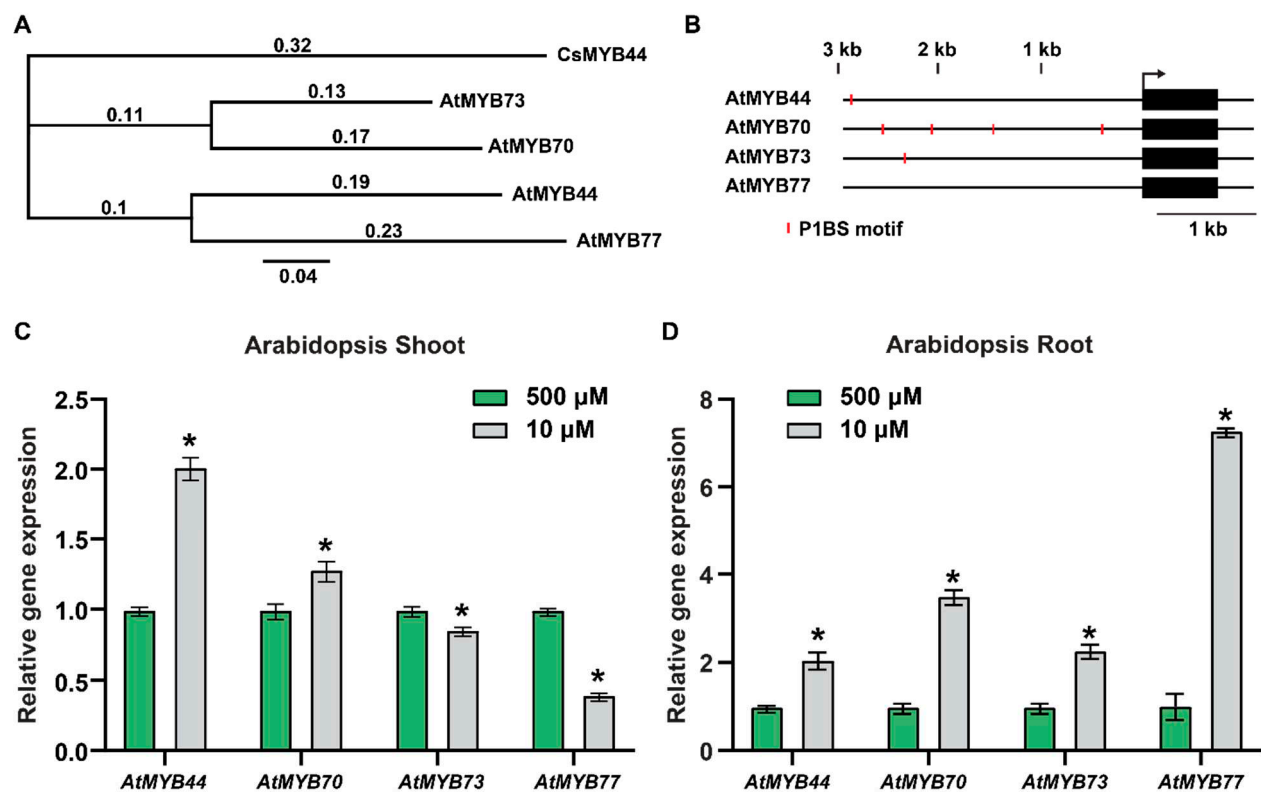 A
0.32
CsMYB44
0.13
AtMYB73
0.11
0.17
AtMYB70
0.19
AtMYB44
0.1
0.23
AtMYB77
0.04
B
3 kb 2 kb 1 kb
AtMYB44
AtMYB70
AtMYB73
AtMYB77
P1BS motif
1 kb
C
Arabidopsis Shoot
500 µM
10 µM
Relative gene expression
2.5
2.0
1.5
1.0
0.5
0.0
* * * *
AtMYB44 AtMYB70 AtMYB73 AtMYB77
D
Arabidopsis Root
500 µM
10 µM
Relative gene expression
8
6
4
2
0
* * * *
AtMYB44 AtMYB70 AtMYB73 AtMYB77